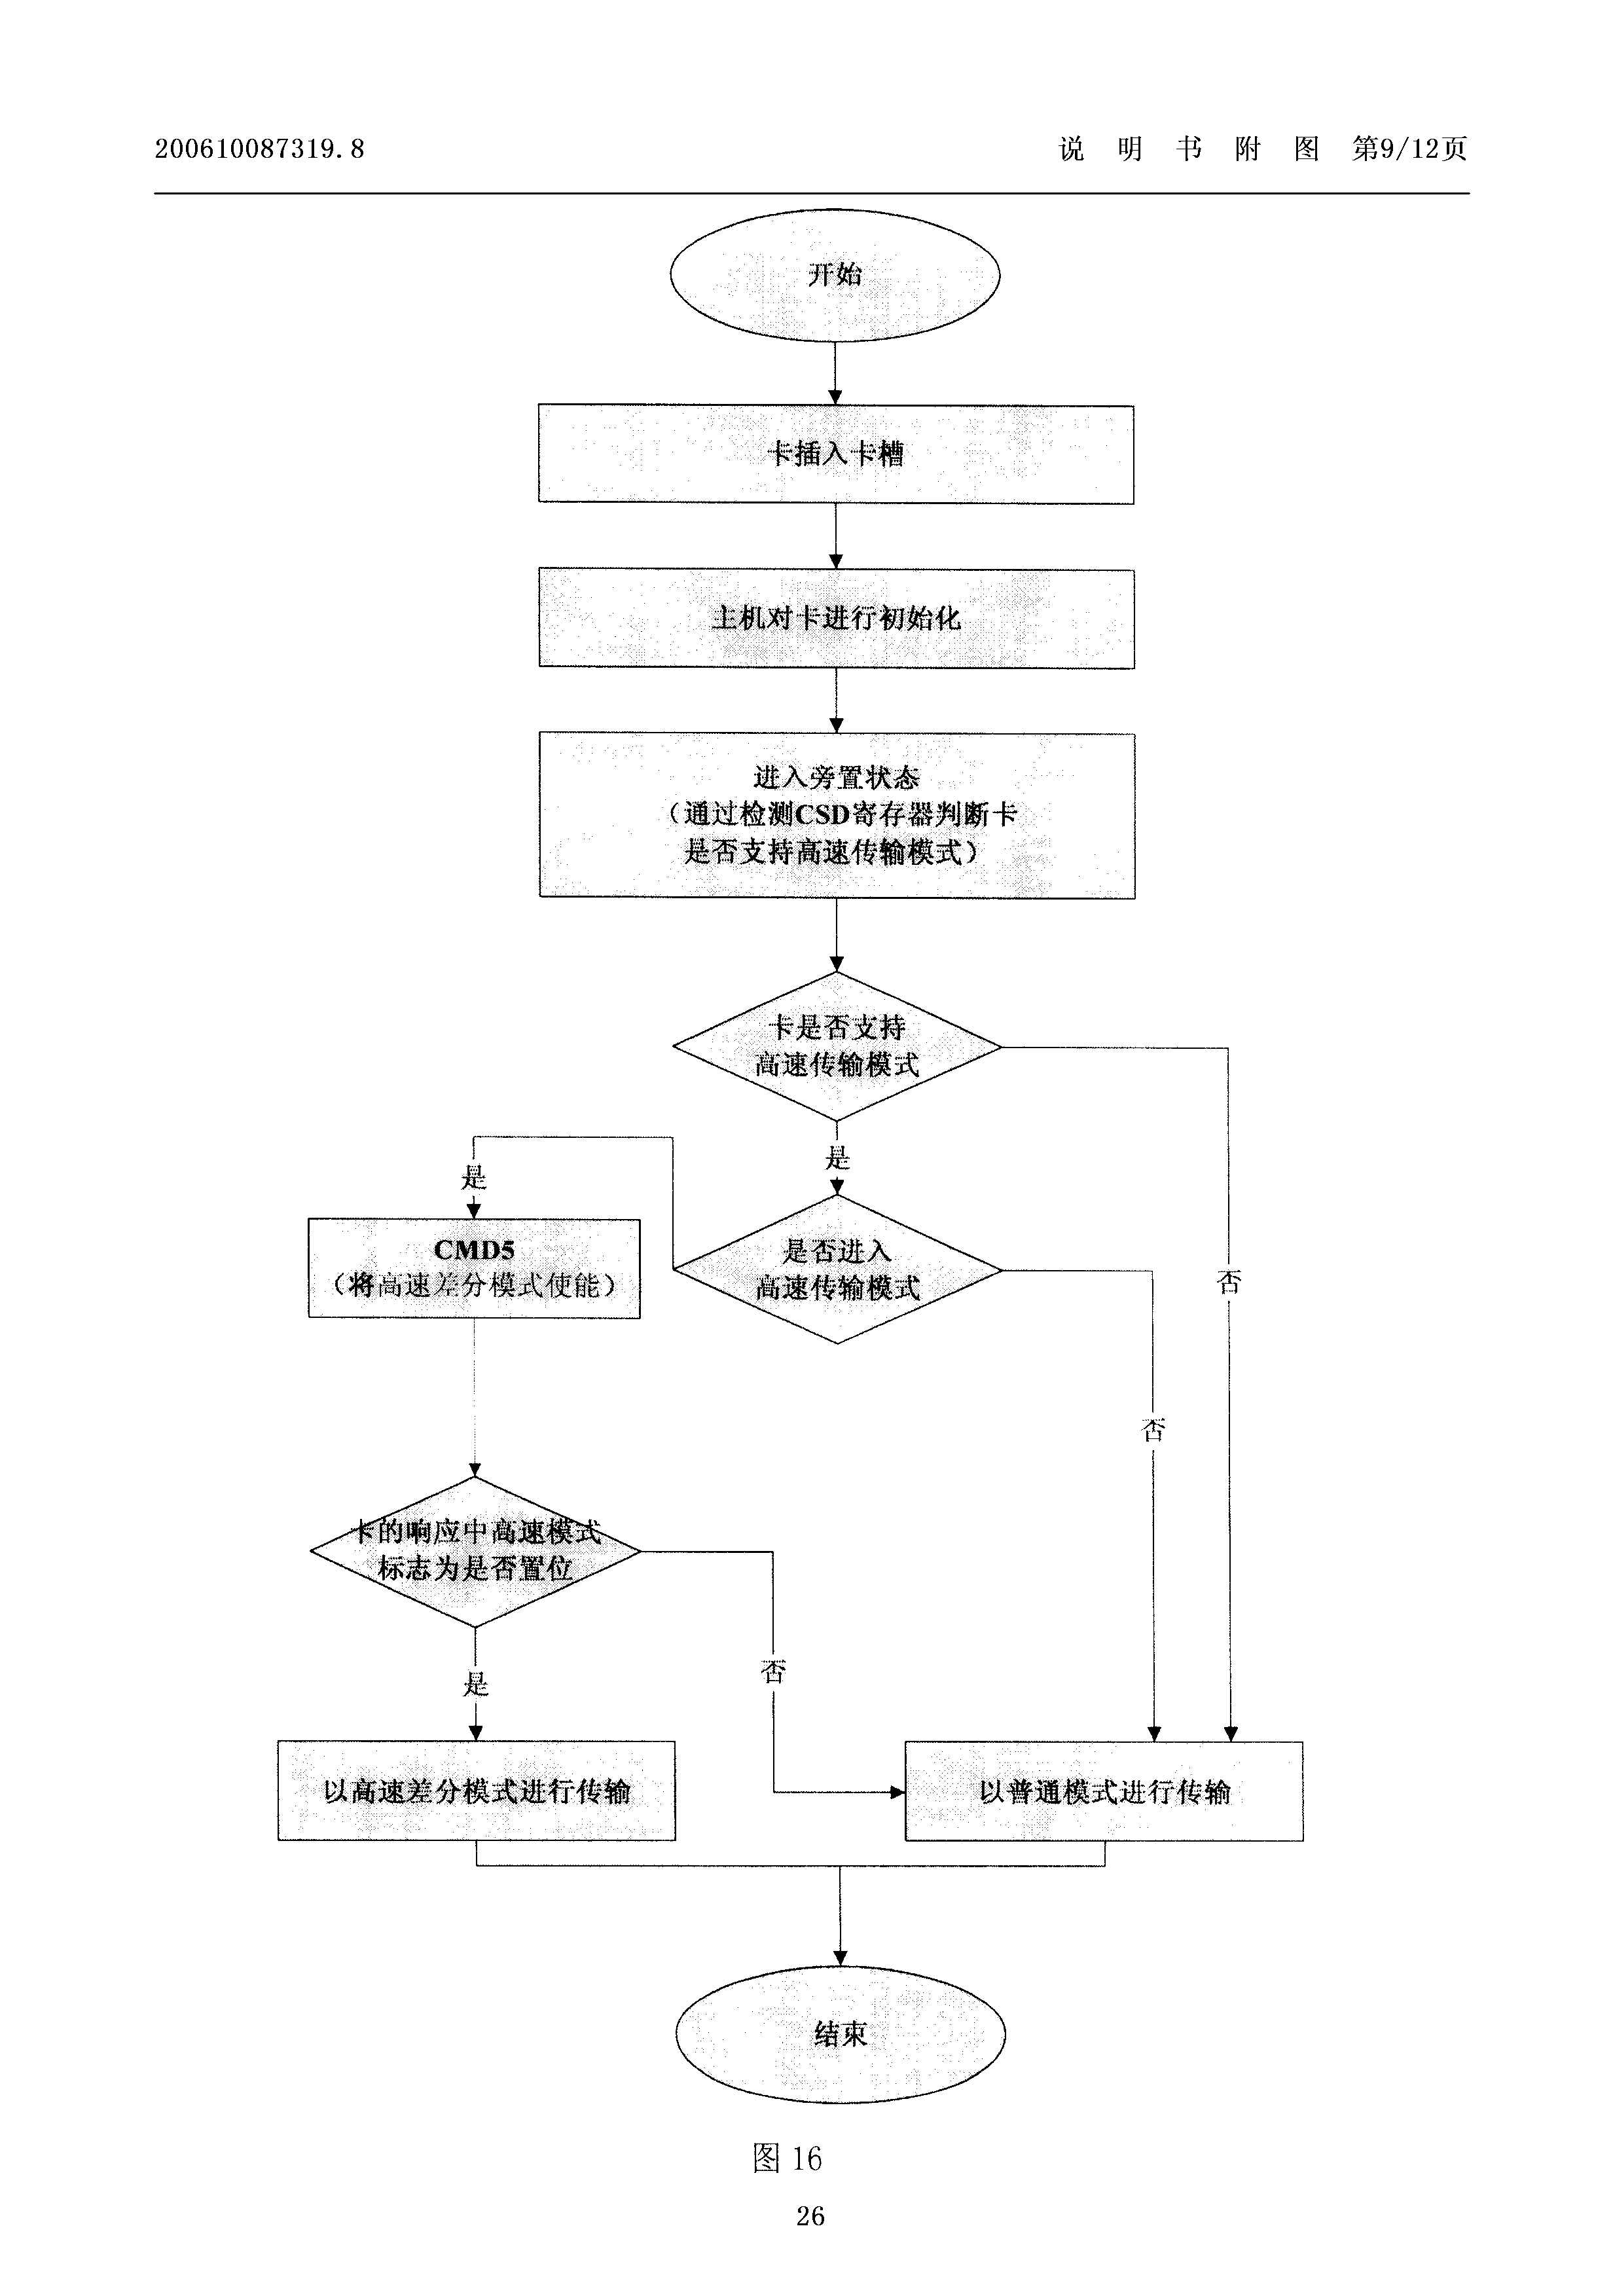 200610087319.8
说 明 书 附 图 第9/12页
开始
卡插入卡槽
主机对卡进行初始化
进入旁置状态
（通过检测CSD寄存器判断卡
是否支持高速传输模式）
卡是否支持
高速传输模式
是
是
CMD5
（将高速差分模式使能）
是否进入
高速传输模式
否
否
卡的响应中高速模式
标志为是否置位
否
是
以高速差分模式进行传输
以普通模式进行传输
结束
图 16
26